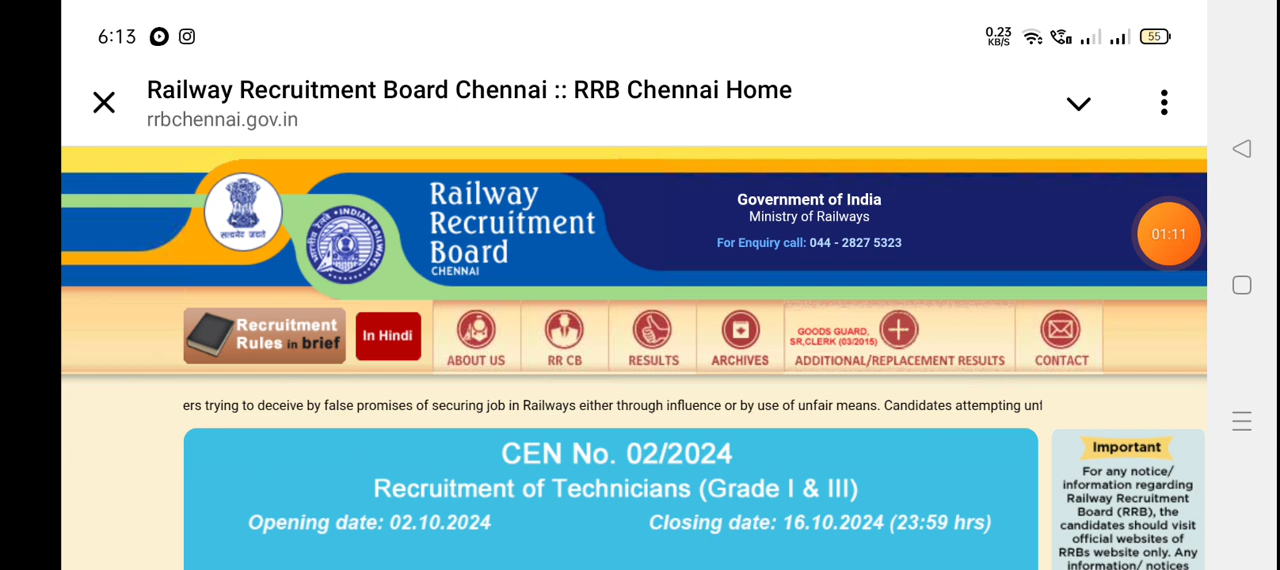 6:13
0.23
KB/S
55
Railway Recruitment Board Chennai :: RRB Chennai Home
rrbchennai.gov.in
सत्यमेव जयते
INDIAN RAILWAYS
भारतीय रेल
Railway
Recruitment
Board
CHENNAI
Government of India
Ministry of Railways
For Enquiry call: 044 - 2827 5323
01:11
Recruitment
Rules in brief
In Hindi
ABOUT US
RR CB
RESULTS
ARCHIVES
GOODS GUARD,
SR,CLERK (03/2015)
ADDITIONAL/REPLACEMENT RESULTS
CONTACT
ers trying to deceive by false promises of securing job in Railways either through influence or by use of unfair means. Candidates attempting
CEN No. 02/2024
Recruitment of Technicians (Grade I & III)
Opening date: 02.10.2024
Closing date: 16.10.2024 (23:59 hrs)
Important
For any notice/
information regarding
Railway Recruitment
Board (RRB), the
candidates should visit
official websites of
RRBs website only. Any
information/ notices